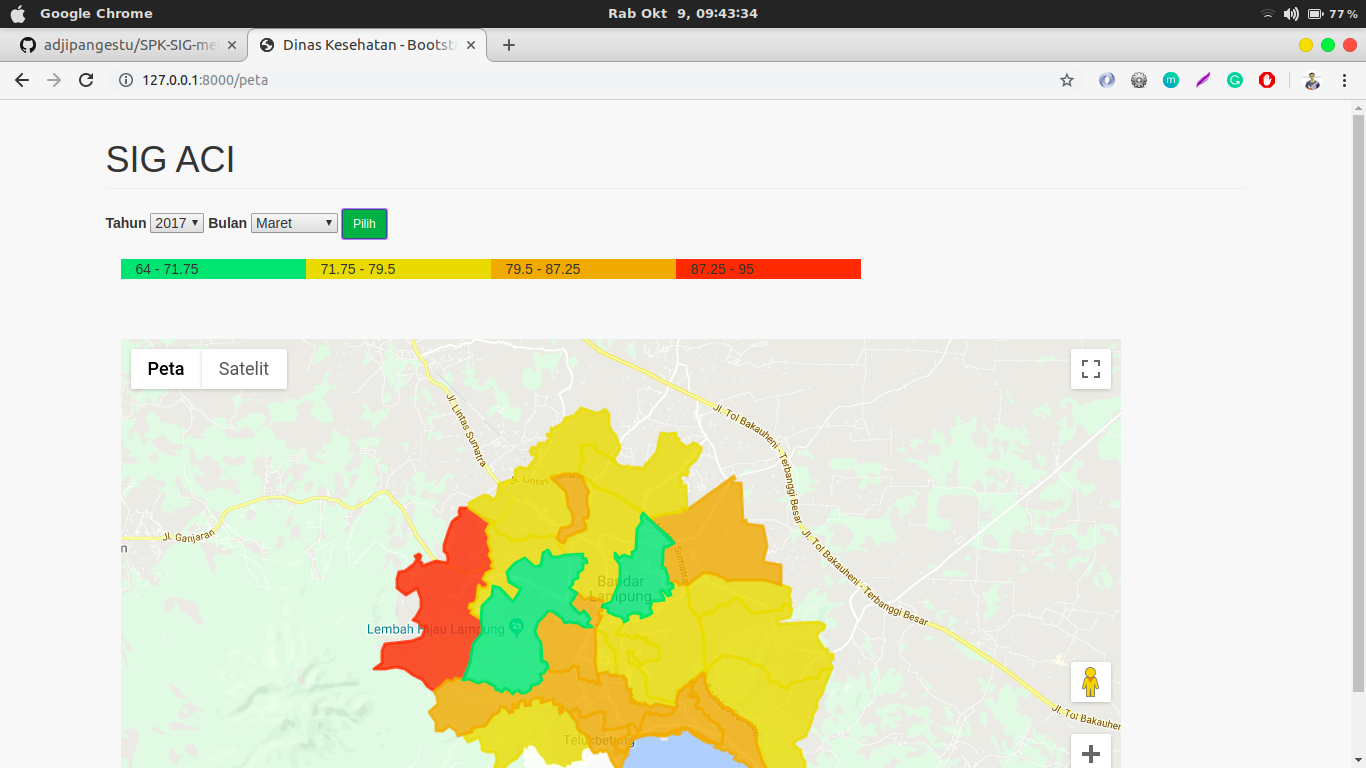 Google Chrome
Rab Okt 9, 09:43:34
77 %
adjipangestu/SPK-SIG-me
Dinas Kesehatan - Bootstr
127.0.0.1:8000/peta
SIG ACI
Tahun 2017 Bulan Maret Pilih
64 - 71.75
71.75 - 79.5
79.5 - 87.25
87.25 - 95
Peta
Satelit
Jl. Lintas Sumatra
Jl. Tol Bakauheni - Terbanggi Besar
Jl. Lintas Sumatra
Jl. Ganjaran
m
Sumatra
Jl. Tol Bakauheni - Terbanggi Besar
Bandar
Lampung
Lembah Hijau Lampung
Jl. Tol Bakauheni
Telukbetung